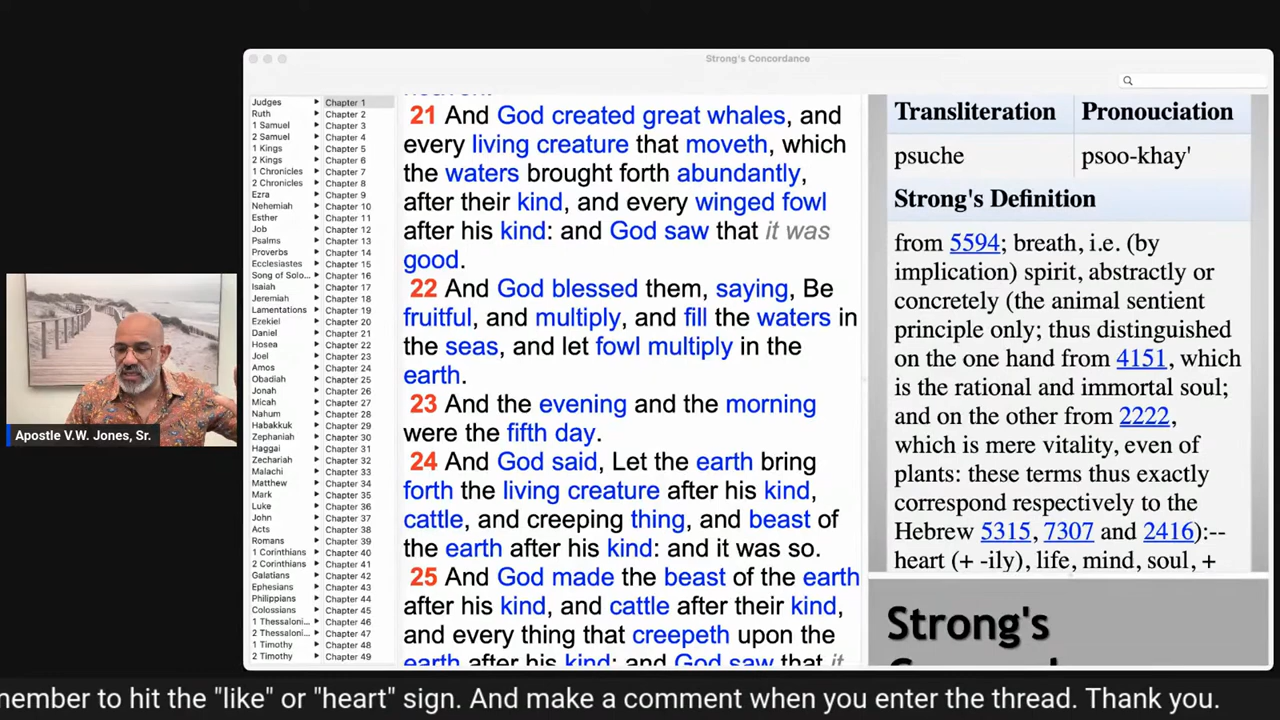 Strong's Concordance
Judges
Ruth
1 Samuel
2 Samuel
1 Kings
2 Kings
1 Chronicles
2 Chronicles
Ezra
Nehemiah
Esther
Job
Psalms
Proverbs
Ecclesiastes
Song of Solo...
Isaiah
Jeremiah
Lamentations
Ezekiel
Daniel
Hosea
Joel
Amos
Obadiah
Jonah
Micah
Nahum
Habakkuk
Zephaniah
Haggai
Zechariah
Malachi
Matthew
Mark
Luke
John
Acts
Romans
1 Corinthians
2 Corinthians
Galatians
Ephesians
Philippians
Colossians
1 Thessaloni...
2 Thessaloni...
1 Timothy
2 Timothy
Chapter 1
Chapter 2
Chapter 3
Chapter 4
Chapter 5
Chapter 6
Chapter 7
Chapter 8
Chapter 9
Chapter 10
Chapter 11
Chapter 12
Chapter 13
Chapter 14
Chapter 15
Chapter 16
Chapter 17
Chapter 18
Chapter 19
Chapter 20
Chapter 21
Chapter 22
Chapter 23
Chapter 24
Chapter 25
Chapter 26
Chapter 27
Chapter 28
Chapter 29
Chapter 30
Chapter 31
Chapter 32
Chapter 33
Chapter 34
Chapter 35
Chapter 36
Chapter 37
Chapter 38
Chapter 39
Chapter 40
Chapter 41
Chapter 42
Chapter 43
Chapter 44
Chapter 45
Chapter 46
Chapter 47
Chapter 48
Chapter 49
21 And God created great whales, and
every living creature that moveth, which
the waters brought forth abundantly,
after their kind, and every winged fowl
after his kind: and God saw that it was
good.
22 And God blessed them, saying, Be
fruitful, and multiply, and fill the waters in
the seas, and let fowl multiply in the
earth.
23 And the evening and the morning
were the fifth day.
24 And God said, Let the earth bring
forth the living creature after his kind,
cattle, and creeping thing, and beast of
the earth after his kind: and it was so.
25 And God made the beast of the earth
after his kind, and cattle after their kind,
and every thing that creepeth upon the
earth after his kind: and God saw that it
Transliteration Pronouciation
psuche psoo-khay'
Strong's Definition
from 5594; breath, i.e. (by
implication) spirit, abstractly or
concretely (the animal sentient
principle only; thus distinguished
on the one hand from 4151, which
is the rational and immortal soul;
and on the other from 2222,
which is mere vitality, even of
plants: these terms thus exactly
correspond respectively to the
Hebrew 5315, 7307 and 2416):--
heart (+ -ily), life, mind, soul, +
Strong's
Apostle V.W. Jones, Sr.
member to hit the "like" or "heart" sign. And make a comment when you enter the thread. Thank you.